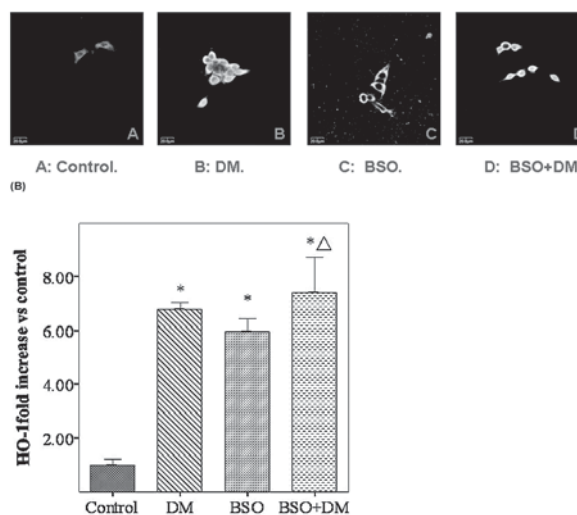 A B C D
A: Control. B: DM. C: BSO. D: BSO+DM
(B)
HO-1fold increase vs control
8.00
6.00
4.00
2.00
*
*
*△
Control DM BSO BSO+DM